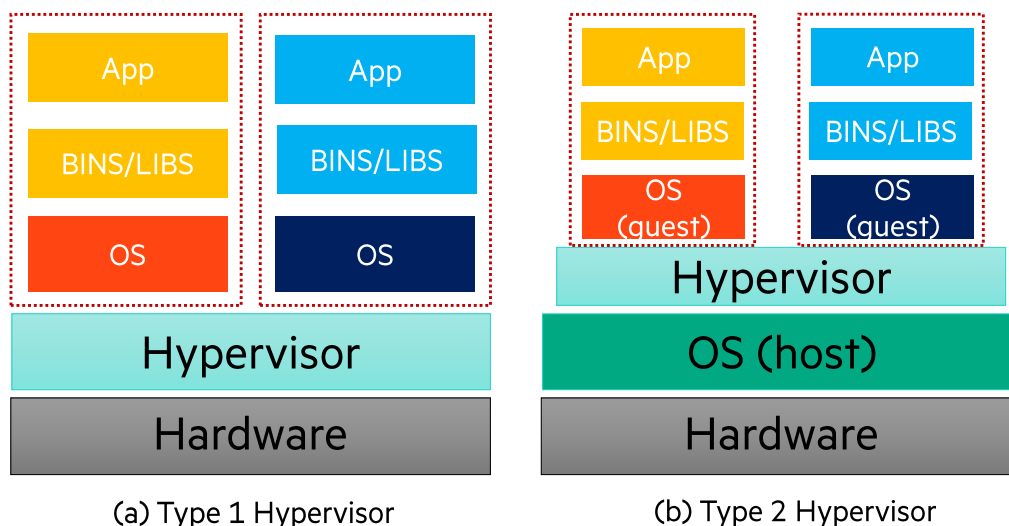 App
BINS/LIBS
OS
App
BINS/LIBS
OS
Hypervisor
Hardware
(a) Type 1 Hypervisor
App
BINS/LIBS
OS
(guest)
App
BINS/LIBS
OS
(guest)
Hypervisor
OS (host)
Hardware
(b) Type 2 Hypervisor